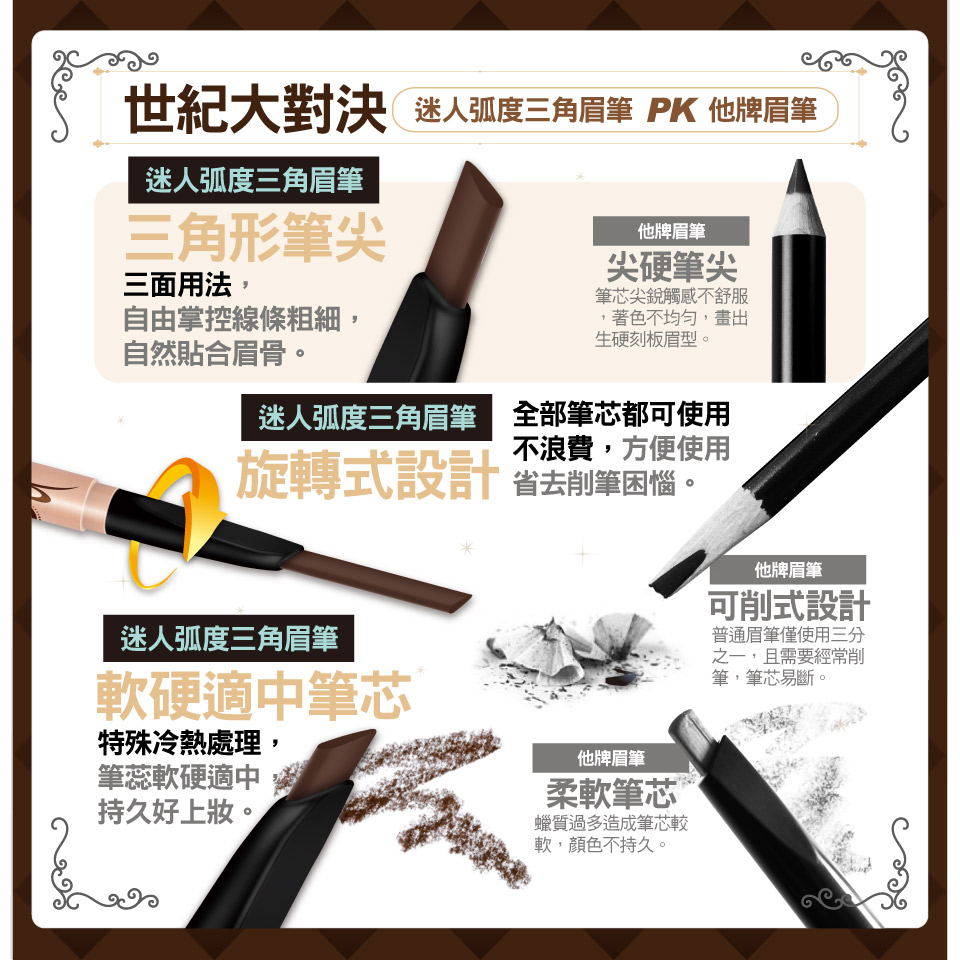 世紀大對決
迷人弧度三角眉筆 PK 他牌眉筆
迷人弧度三角眉筆
三角形筆尖
三面用法，
自由掌控線條粗細，
自然貼合眉骨。
他牌眉筆
尖硬筆尖
筆芯尖銳觸感不舒服
，著色不均勻，畫出
生硬刻板眉型。
迷人弧度三角眉筆
旋轉式設計
全部筆芯都可使用
不浪費，方便使用
省去削筆困惱。
他牌眉筆
可削式設計
普通眉筆僅使用三分
之一，且需要經常削
筆，筆芯易斷。
迷人弧度三角眉筆
軟硬適中筆芯
特殊冷熱處理，
筆蕊軟硬適中，
持久好上妝。
他牌眉筆
柔軟筆芯
蠟質過多造成筆芯較
軟，顏色不持久。